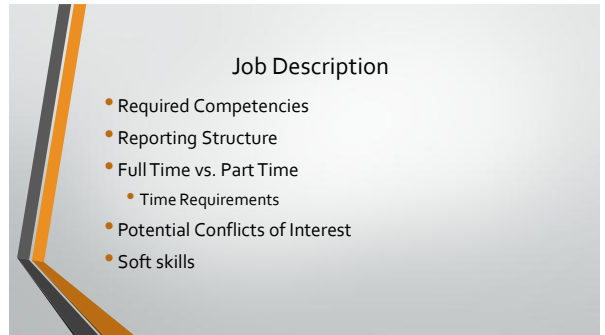 Job Description
Required Competencies
Reporting Structure
Full Time vs. Part Time
Time Requirements
Potential Conflicts of Interest
Soft skills